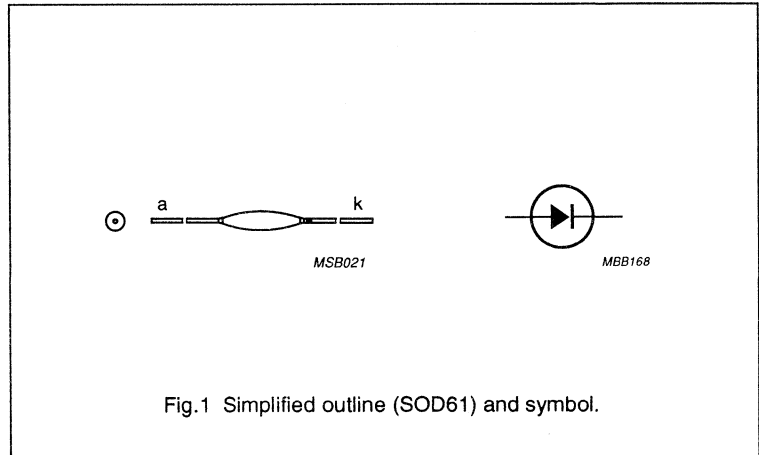 a
k
MSB021
MBB168
Fig.1 Simplified outline (SOD61) and symbol.